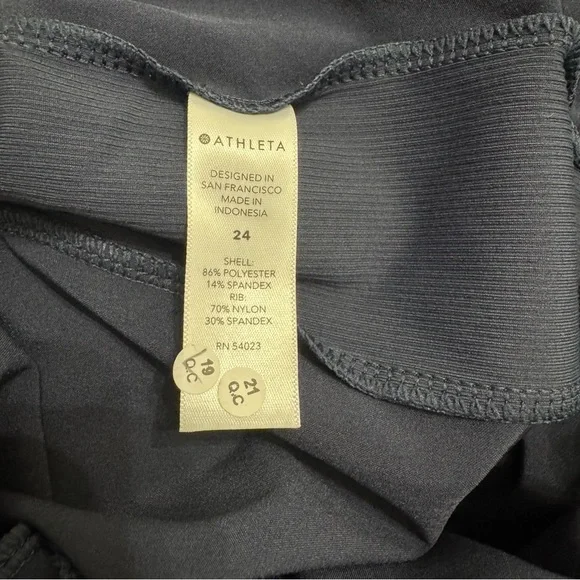 ATHLETA
DESIGNED IN
SAN FRANCISCO
MADE IN
INDONESIA
24
SHELL:
86% POLYESTER
14% SPANDEX
RIB:
70% NYLON
30% SPANDEX
RN 54023
19
Q.C
21
Q.C